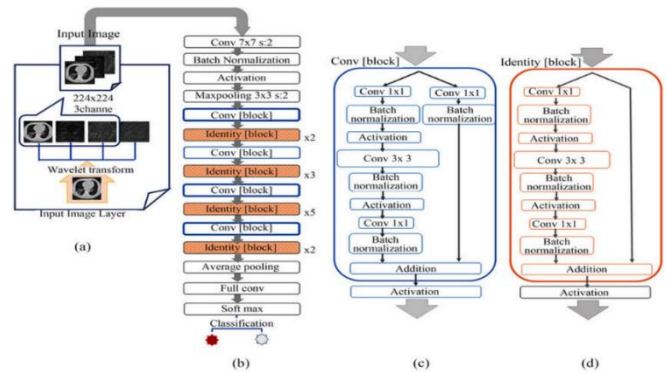 Input Image
224x224
3channe
Wavelet transform
Input Image Layer
(a)
Conv 7x7 s:2
Batch Normalization
Activation
Maxpooling 3x3 s:2
Conv [block]
Identity [block]
x2
Conv [block]
Identity [block]
x3
Conv [block]
Identity [block]
x5
Conv [block]
Identity [block]
x2
Average pooling
Full conv
Soft max
Classification
(b)
Conv [block]
Conv 1x1
Conv 1x1
Batch
normalization
Batch
normalization
Activation
Conv 3x 3
Batch
normalization
Activation
Conv 1x1
Batch
normalization
Addition
Activation
(c)
Identity [block]
Conv 1x1
Batch
normalization
Activation
Conv 3x 3
Batch
normalization
Activation
Conv 1x1
Batch
normalization
Addition
Activation
(d)